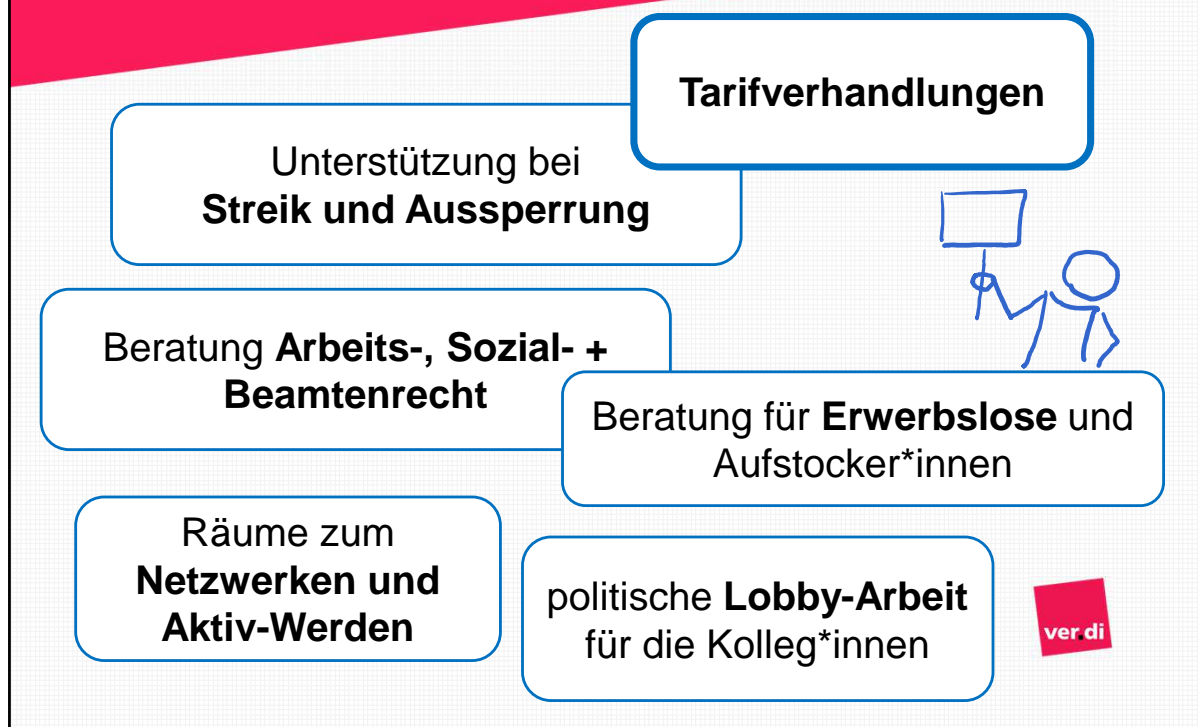 Tarifverhandlungen
Unterstützung bei
Streik und Aussperrung
Beratung Arbeits-, Sozial- +
Beamtenrecht
Beratung für Erwerbslose und
Aufstocker*innen
Räume zum
Netzwerken und
Aktiv-Werden
politische Lobby-Arbeit
für die Kolleg*innen
ver.di